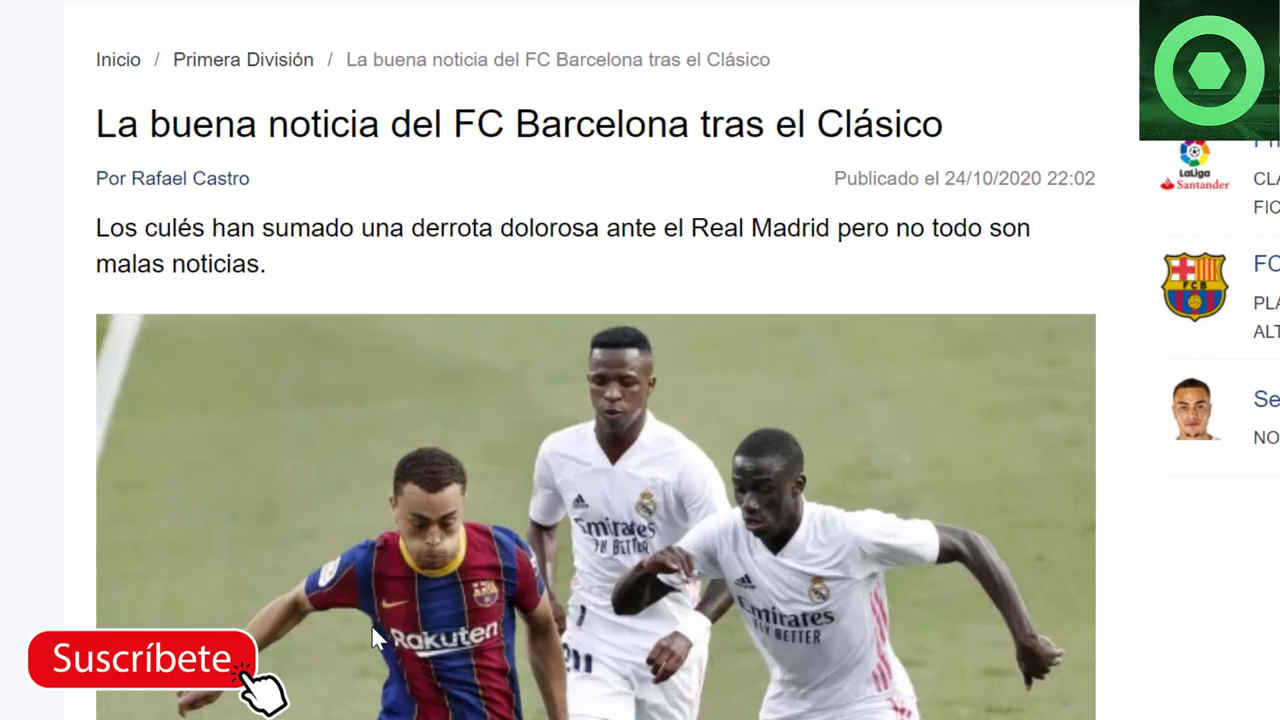 Inicio / Primera División / La buena noticia del FC Barcelona tras el Clásico
La buena noticia del FC Barcelona tras el Clásico
Por Rafael Castro
Publicado el 24/10/2020 22:02
Los culés han sumado una derrota dolorosa ante el Real Madrid pero no todo son
malas noticias.
LaLiga
Santander
CLA
FIC
FCB
FC
PLA
ALT
Se
NO
Emirates
FLY BETTER
Emirates
FLY BETTER
Rakuten
Suscríbete